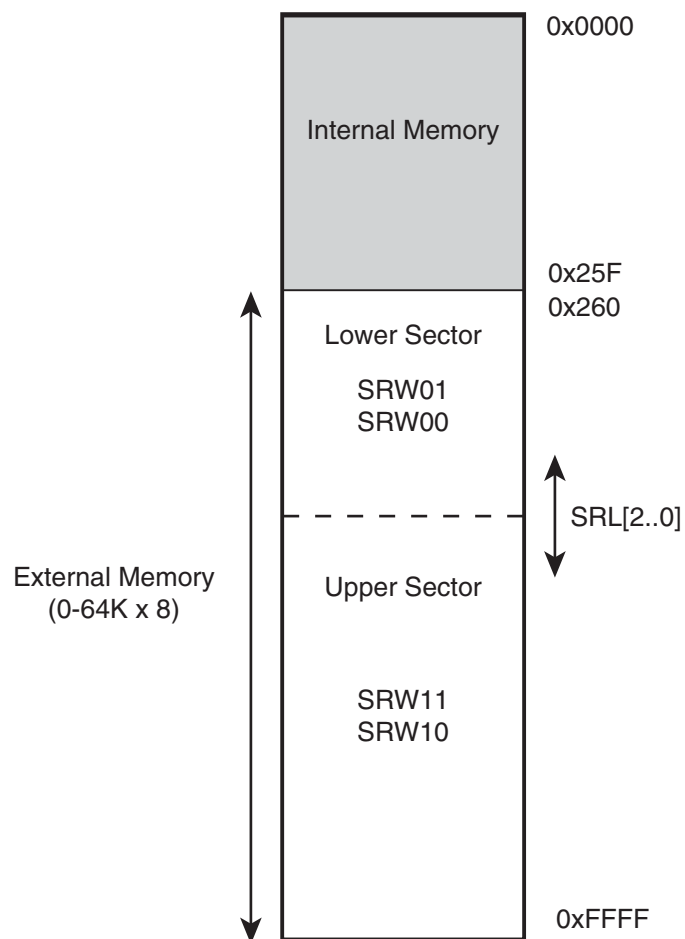 0x0000
Internal Memory
0x25F
0x260
Lower Sector
SRW01
SRW00
SRL[2..0]
External Memory
(0-64K x 8)
Upper Sector
SRW11
SRW10
0xFFFF